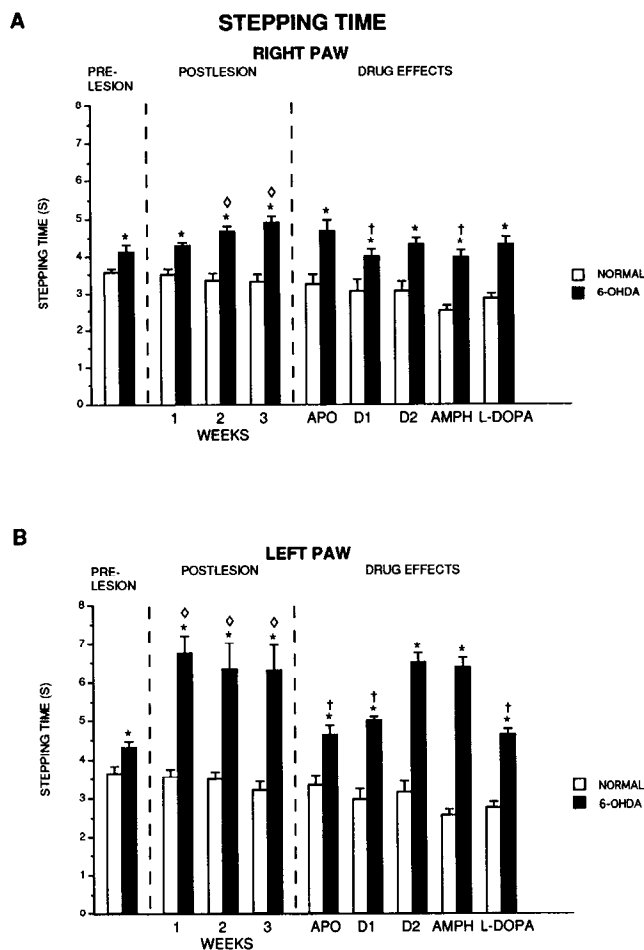 A
STEPPING TIME
RIGHT PAW
PRE-
LESION
POSTLESION
DRUG EFFECTS
STEPPING TIME (S)
8
7
6
5
4
3
2
1
0
◊
◊
*
*
*
*
*
†
*
*
†
*
*
NORMAL
6-OHDA
1
2
3
APO
D1
D2
AMPH
L-DOPA
WEEKS
B
LEFT PAW
PRE-
LESION
POSTLESION
DRUG EFFECTS
STEPPING TIME (S)
8
7
6
5
4
3
2
1
0
◊
◊
◊
*
*
*
*
†
*
†
*
*
*
†
*
NORMAL
6-OHDA
1
2
3
APO
D1
D2
AMPH
L-DOPA
WEEKS